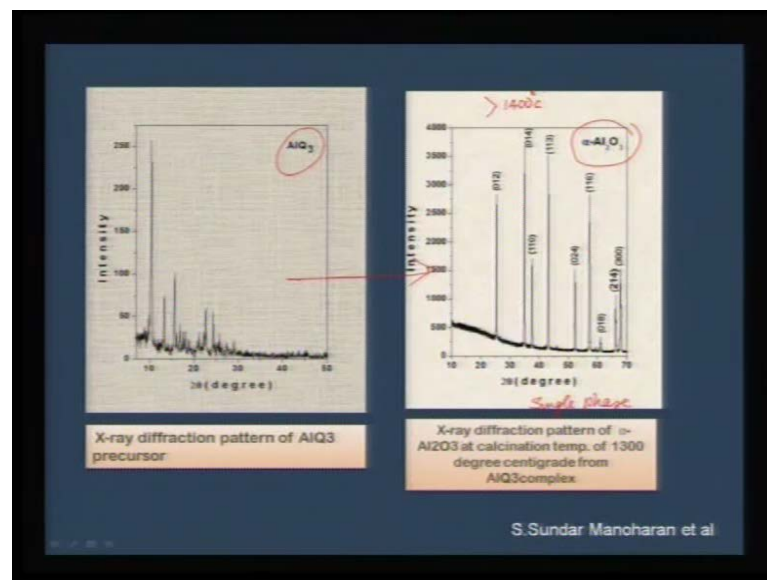 > 1400°C
AlQ3
α-Al2O3
250
200
150
100
50
0
Intensity
10 20 30 40 50
2θ(degree)
4000
3500
3000
2500
2000
1500
1000
500
0
Intensity
(012)
(014)
(110)
(113)
(024)
(116)
(018)
(214)
(300)
10 20 30 40 50 60 70
2θ(degree)
Single phase
X-ray diffraction pattern of AlQ3
precursor
X-ray diffraction pattern of α-
Al2O3 at calcination temp. of 1300
degree centigrade from
AlQ3complex
S.Sundar Manoharan et al